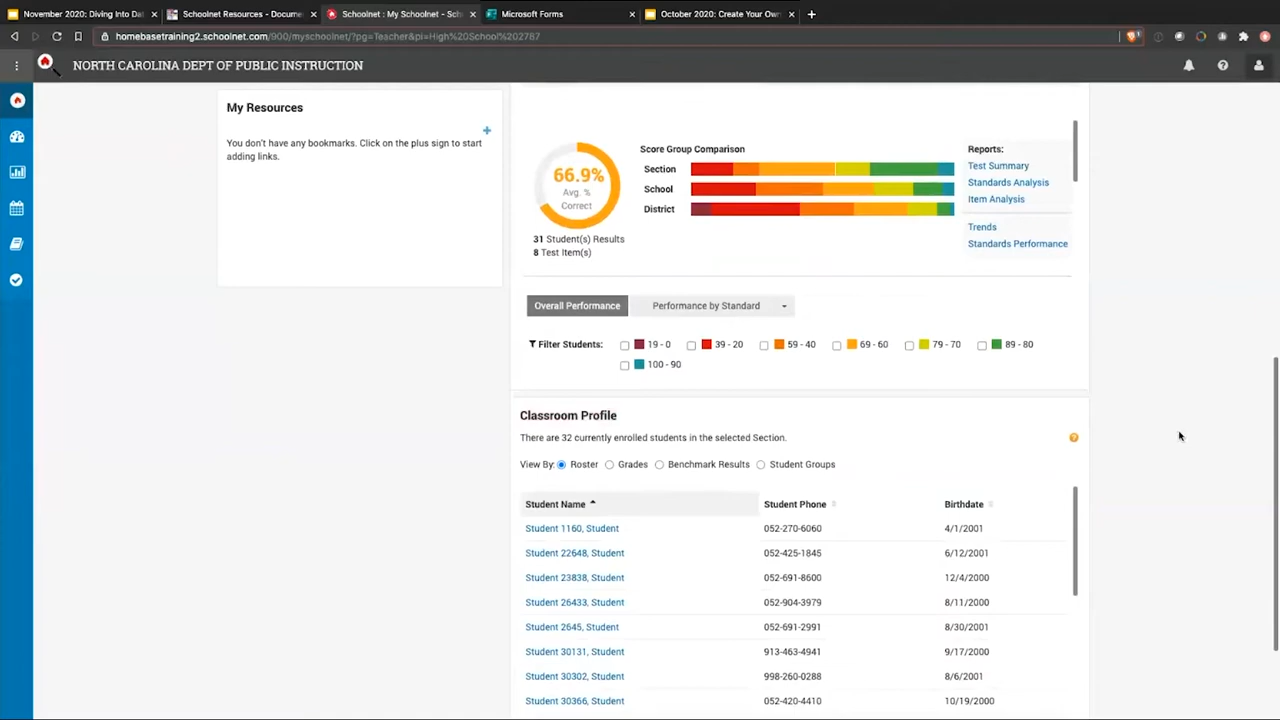 November 2020: Diving Into Dat
Schoolnet Resources - Docume
Schoolnet : My Schoolnet - Sch
Microsoft Forms
October 2020: Create Your Own
homebasetraining2.schoolnet.com/900/myschoolnet/?pg=Teacher&pi=High%20School%202787
NORTH CAROLINA DEPT OF PUBLIC INSTRUCTION
My Resources
You don't have any bookmarks. Click on the plus sign to start
adding links.
66.9%
Avg. %
Correct
31 Student(s) Results
8 Test Item(s)
Score Group Comparison
Section
School
District
Reports:
Test Summary
Standards Analysis
Item Analysis
Trends
Standards Performance
Overall Performance
Performance by Standard
Filter Students:
19 - 0
39 - 20
59 - 40
69 - 60
79 - 70
89 - 80
100 - 90
Classroom Profile
There are 32 currently enrolled students in the selected Section.
View By: Roster Grades Benchmark Results Student Groups
Student Name Student Phone Birthdate
Student 1160, Student 052-270-6060 4/1/2001
Student 22648, Student 052-425-1845 6/12/2001
Student 23838, Student 052-691-8600 12/4/2000
Student 26433, Student 052-904-3979 8/11/2000
Student 2645, Student 052-691-2991 8/30/2001
Student 30131, Student 913-463-4941 9/17/2000
Student 30302, Student 998-260-0288 8/6/2001
Student 30366, Student 052-420-4410 10/19/2000